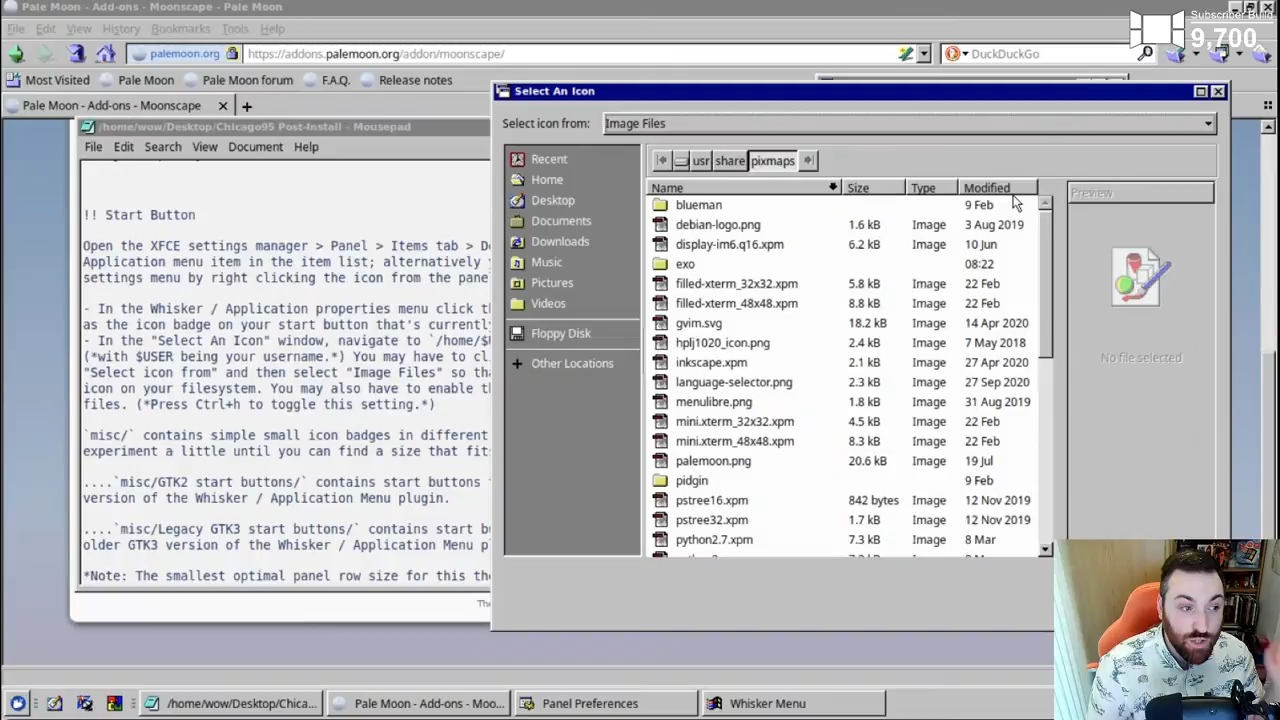 Pale Moon - Add-ons - Moonscape - Pale Moon
Subscriber Build
9,700
File Edit View History Bookmarks Tools Help
palemoon.org https://addons.palemoon.org/addon/moonscape/ DuckDuckGo
Most Visited Pale Moon Pale Moon forum F.A.Q. Release notes
Pale Moon - Add-ons - Moonscape
/home/wow/Desktop/Chicago95 Post-Install - Mousepad
File Edit Search View Document Help
!! Start Button
Open the XFCE settings manager > Panel > Items tab >
Application menu item in the item list; alternatively
settings menu by right clicking the icon from the pane
- In the Whisker / Application properties menu click th
as the icon badge on your start button that's currentl
- In the "Select An Icon" window, navigate to `/home/$
(*with $USER being your username.*) You may have to cl
"Select icon from" and then select "Image Files" so th
icon on your filesystem. You may also have to enable t
files. (*Press Ctrl+h to toggle this setting.*)
`misc/` contains simple small icon badges in different
experiment a little until you can find a size that fit
....`misc/GTK2 start buttons/` contains start buttons
version of the Whisker / Application Menu plugin.
....`misc/Legacy GTK3 start buttons/` contains start b
older GTK3 version of the Whisker / Application Menu p
*Note: The smallest optimal panel row size for this th
Select An Icon
Select icon from: Image Files
Recent
Home
Desktop
Documents
Downloads
Music
Pictures
Videos
Floppy Disk
Other Locations
usr share pixmaps
Name Size Type Modified
blueman 9 Feb
debian-logo.png 1.6 kB Image 3 Aug 2019
display-im6.q16.xpm 6.2 kB Image 10 Jun
exo 08:22
filled-xterm_32x32.xpm 5.8 kB Image 22 Feb
filled-xterm_48x48.xpm 8.8 kB Image 22 Feb
gvim.svg 18.2 kB Image 14 Apr 2020
hplj1020_icon.png 2.4 kB Image 7 May 2018
inkscape.xpm 2.1 kB Image 27 Apr 2020
language-selector.png 2.3 kB Image 27 Sep 2020
menulibre.png 1.8 kB Image 31 Aug 2019
mini.xterm_32x32.xpm 4.5 kB Image 22 Feb
mini.xterm_48x48.xpm 8.3 kB Image 22 Feb
palemoon.png 20.6 kB Image 19 Jul
pidgin 9 Feb
pstree16.xpm 842 bytes Image 12 Nov 2019
pstree32.xpm 1.7 kB Image 12 Nov 2019
python2.7.xpm 7.3 kB Image 8 Mar
Preview
No file selected
/home/wow/Desktop/Chica... Pale Moon - Add-ons - Moo... Panel Preferences Whisker Menu